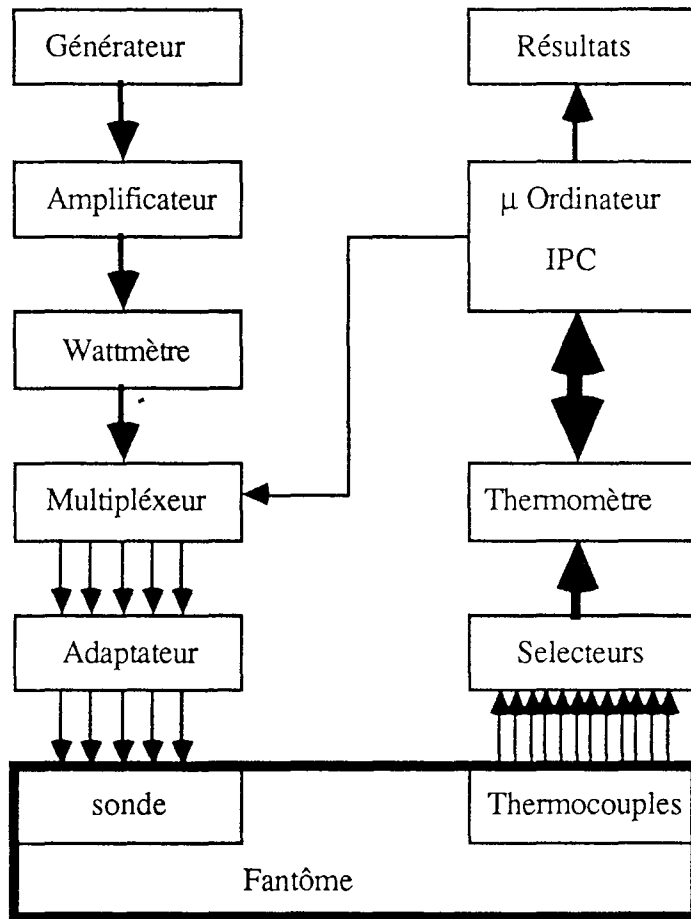 Générateur
Résultats
Amplificateur
μ Ordinateur
IPC
Wattmètre
Multipléxeur
Thermomètre
Adaptateur
Selecteurs
sonde
Thermocouples
Fantôme